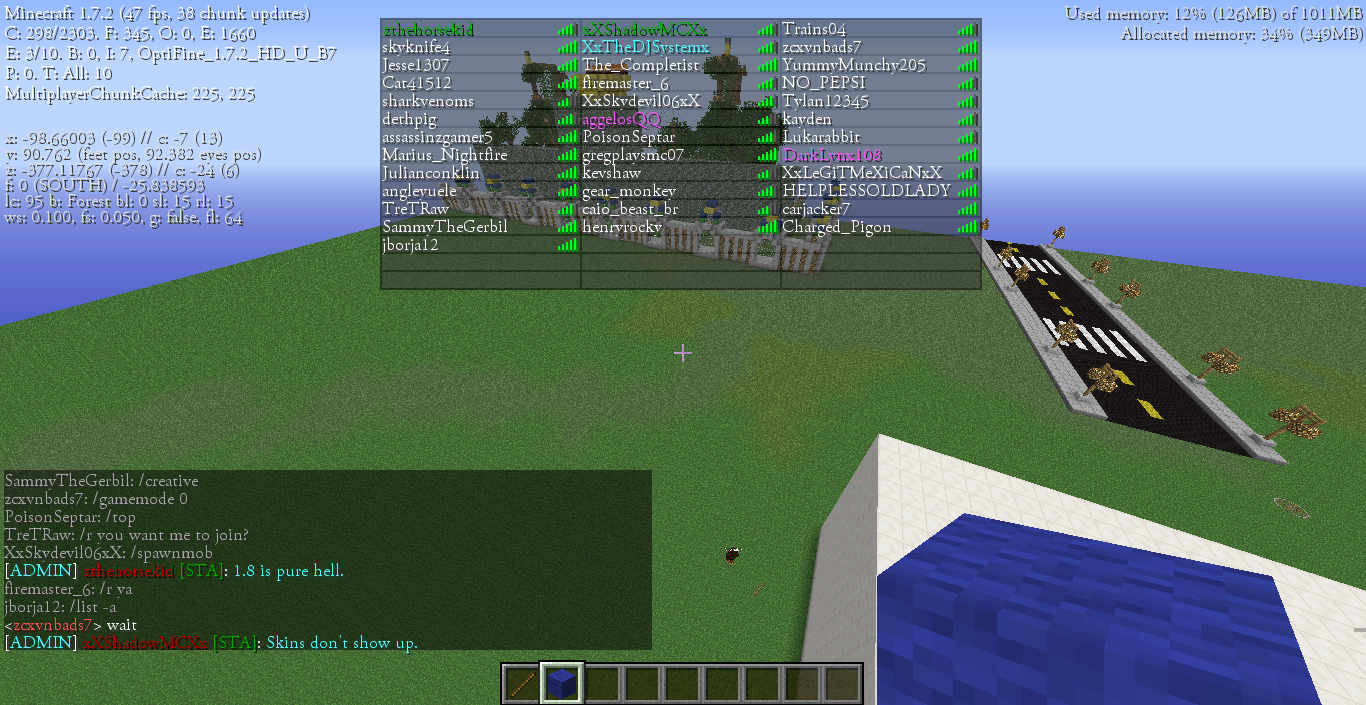 Minecraft 1.7.2 (47 fps, 38 chunk updates)
C: 298/2303. F: 345, O: 0, E: 1660
E: 3/10. B: 0, I: 7, OptiFine_1.7.2_HD_U_B7
P: 0. T: All: 10
MultiplayerChunkCache: 225, 225
x: -98.66003 (-99) // c: -7 (13)
y: 90.762 (feet pos, 92.382 eyes pos)
z: -377.11767 (-378) // c: -24 (6)
f: 0 (SOUTH) / -25.838593
lc: 95 b: Forest bl: 0 sl: 15 rl: 15
ws: 0.100, fs: 0.050, g: false, fl: 64
Used memory: 12% (126MB) of 1011MB
Allocated memory: 34% (349MB)
zthehorsekid xXShadowMCXx Trains04
skyknife4 XxTheDJSystemx zcxvnbads7
Jesse1307 The_Completist YummyMunchy205
Cat41512 firemaster_6 NO_PEPSI
sharkvenoms XxSkydevil06xX Tylan12345
dethpig aggelosQQ kayden
assassinzgamer5 PoisonSeptar Lukarabbit
Marius_Nightfire gregplaysmc07 DarkLynx108
Julianconklin kevshaw XxLeGiTMeXiCaNxX
angleyuele gear_monkey HELPLESSOLDLADY
TreTRaw caio_beast_br carjacker7
SammyTheGerbil henryrocky Charged_Pigon
jborja12
SammyTheGerbil: /creative
zcxvnbads7: /gamemode 0
PoisonSeptar: /top
TreTRaw: /r you want me to join?
XxSkydevil06xX: /spawnmob
[ADMIN] zthehorsekid [STA]: 1.8 is pure hell.
firemaster_6: /r ya
jborja12: /list -a
<zcxvnbads7> wait
[ADMIN] xXShadowMCXx [STA]: Skins don't show up.